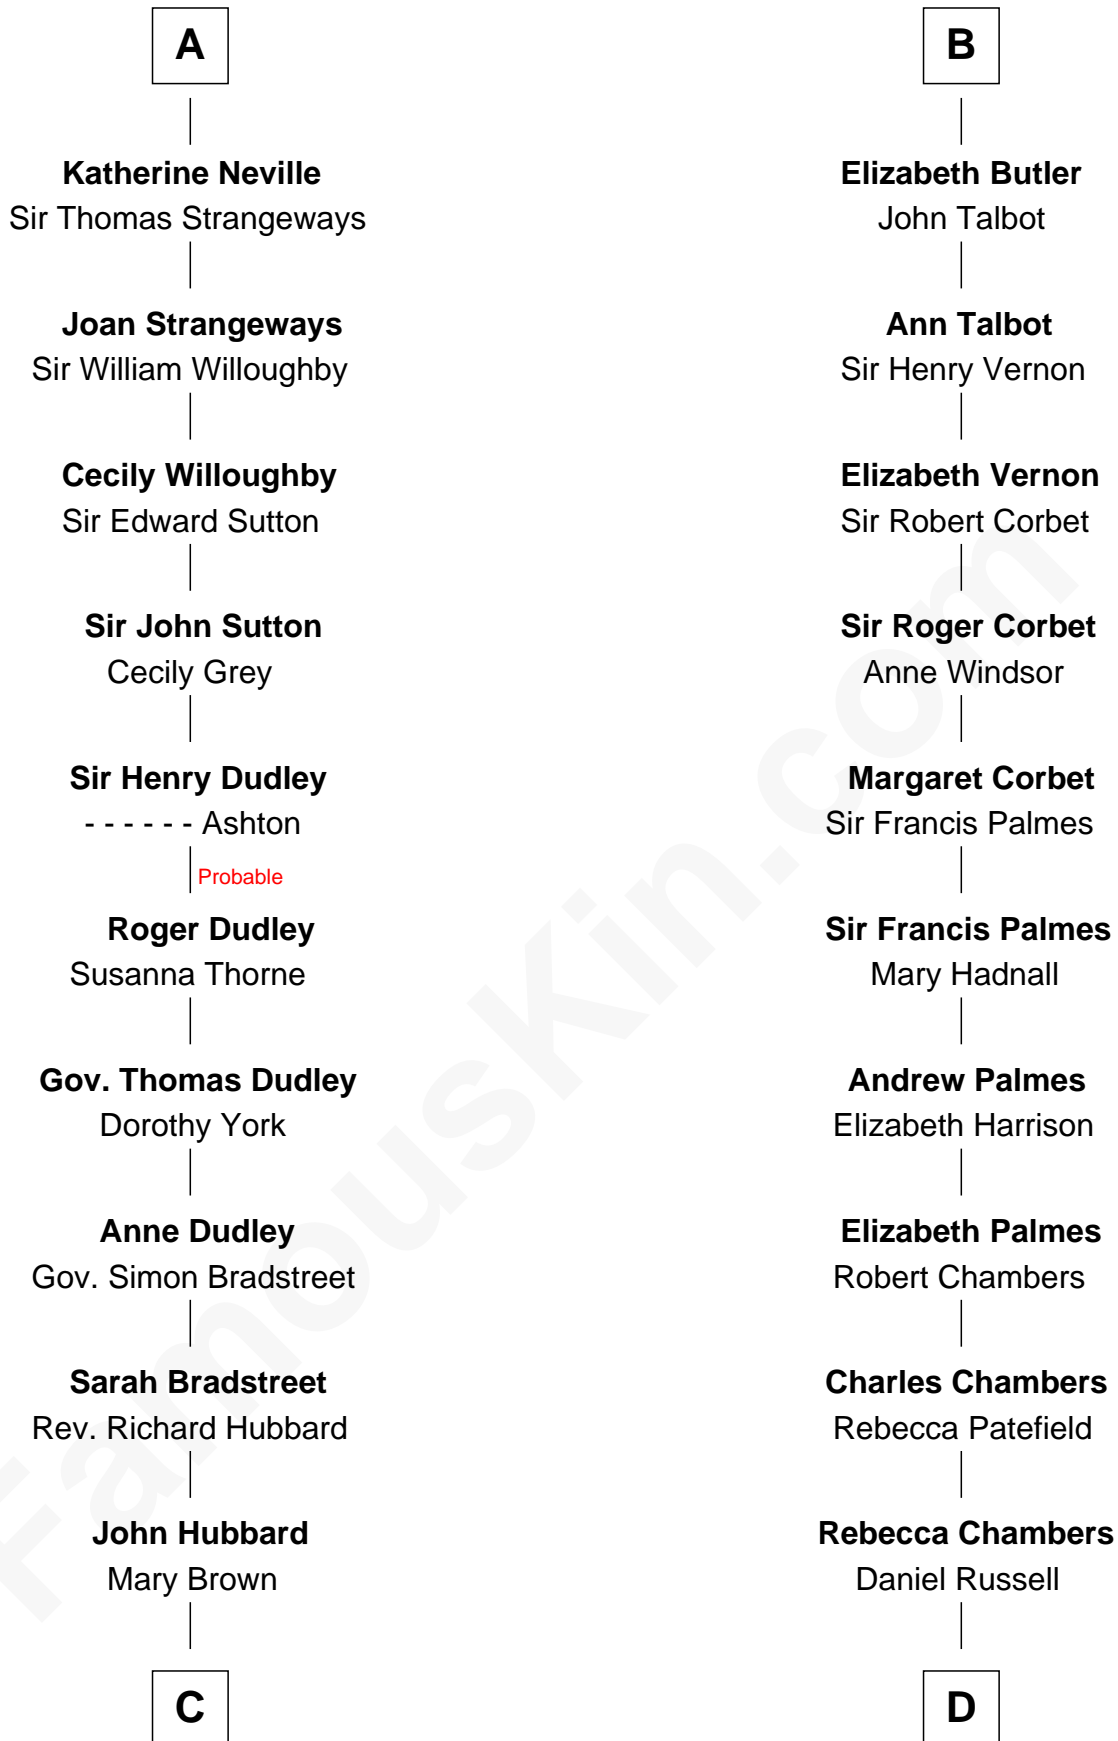 A
Katherine Neville
Sir Thomas Strangeways
Joan Strangeways
Sir William Willoughby
Cecily Willoughby
Sir Edward Sutton
Sir John Sutton
Cecily Grey
Sir Henry Dudley
- - - - - - Ashton
Probable
Roger Dudley
Susanna Thorne
Gov. Thomas Dudley
Dorothy York
Anne Dudley
Gov. Simon Bradstreet
Sarah Bradstreet
Rev. Richard Hubbard
John Hubbard
Mary Brown
C
B
Elizabeth Butler
John Talbot
Ann Talbot
Sir Henry Vernon
Elizabeth Vernon
Sir Robert Corbet
Sir Roger Corbet
Anne Windsor
Margaret Corbet
Sir Francis Palmes
Sir Francis Palmes
Mary Hadnall
Andrew Palmes
Elizabeth Harrison
Elizabeth Palmes
Robert Chambers
Charles Chambers
Rebecca Patefield
Rebecca Chambers
Daniel Russell
D
FamousKin.com